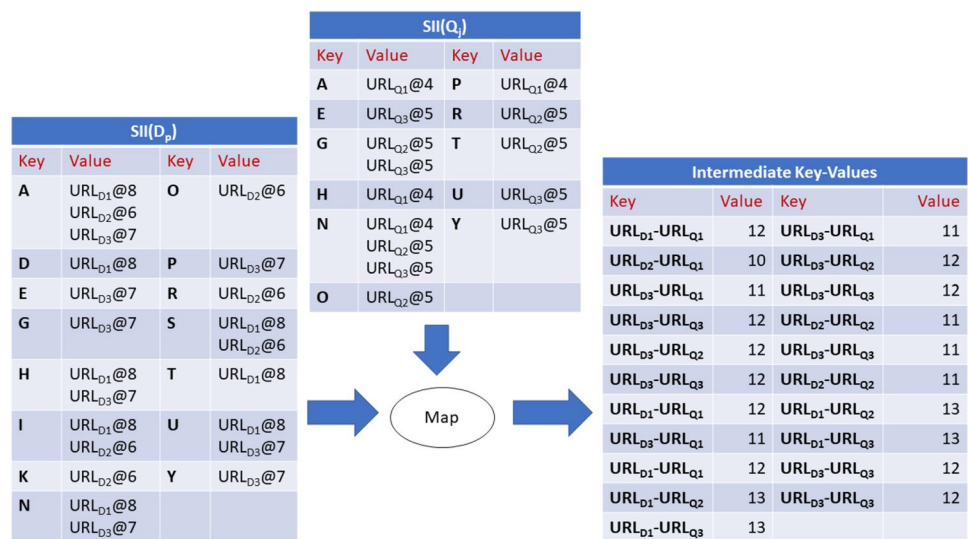 SII(Qj)
Key Value Key Value
A URLQ1@4 P URLQ1@4
E URLQ3@5 R URLQ2@5
G URLQ2@5 T URLQ2@5
URLQ3@5
H URLQ1@4 U URLQ3@5
N URLQ1@4 Y URLQ3@5
URLQ2@5
URLQ3@5
O URLQ2@5
SII(Dp)
Key Value Key Value
A URLD1@8 O URLD2@6
URLD2@6
URLD3@7
D URLD1@8 P URLD3@7
E URLD3@7 R URLD2@6
G URLD3@7 S URLD1@8
URLD2@6
H URLD1@8 T URLD1@8
URLD3@7
I URLD1@8 U URLD1@8
URLD2@6 URLD3@7
K URLD2@6 Y URLD3@7
N URLD1@8
URLD3@7
Map
Intermediate Key-Values
Key Value Key Value
URLD1-URLQ1 12 URLD3-URLQ1 11
URLD2-URLQ1 10 URLD3-URLQ2 12
URLD3-URLQ1 11 URLD3-URLQ3 12
URLD3-URLQ3 12 URLD2-URLQ2 11
URLD3-URLQ2 12 URLD3-URLQ3 11
URLD3-URLQ3 12 URLD2-URLQ2 11
URLD1-URLQ1 12 URLD1-URLQ2 13
URLD3-URLQ1 11 URLD1-URLQ3 13
URLD1-URLQ1 12 URLD3-URLQ3 12
URLD1-URLQ2 13 URLD3-URLQ3 12
URLD1-URLQ3 13